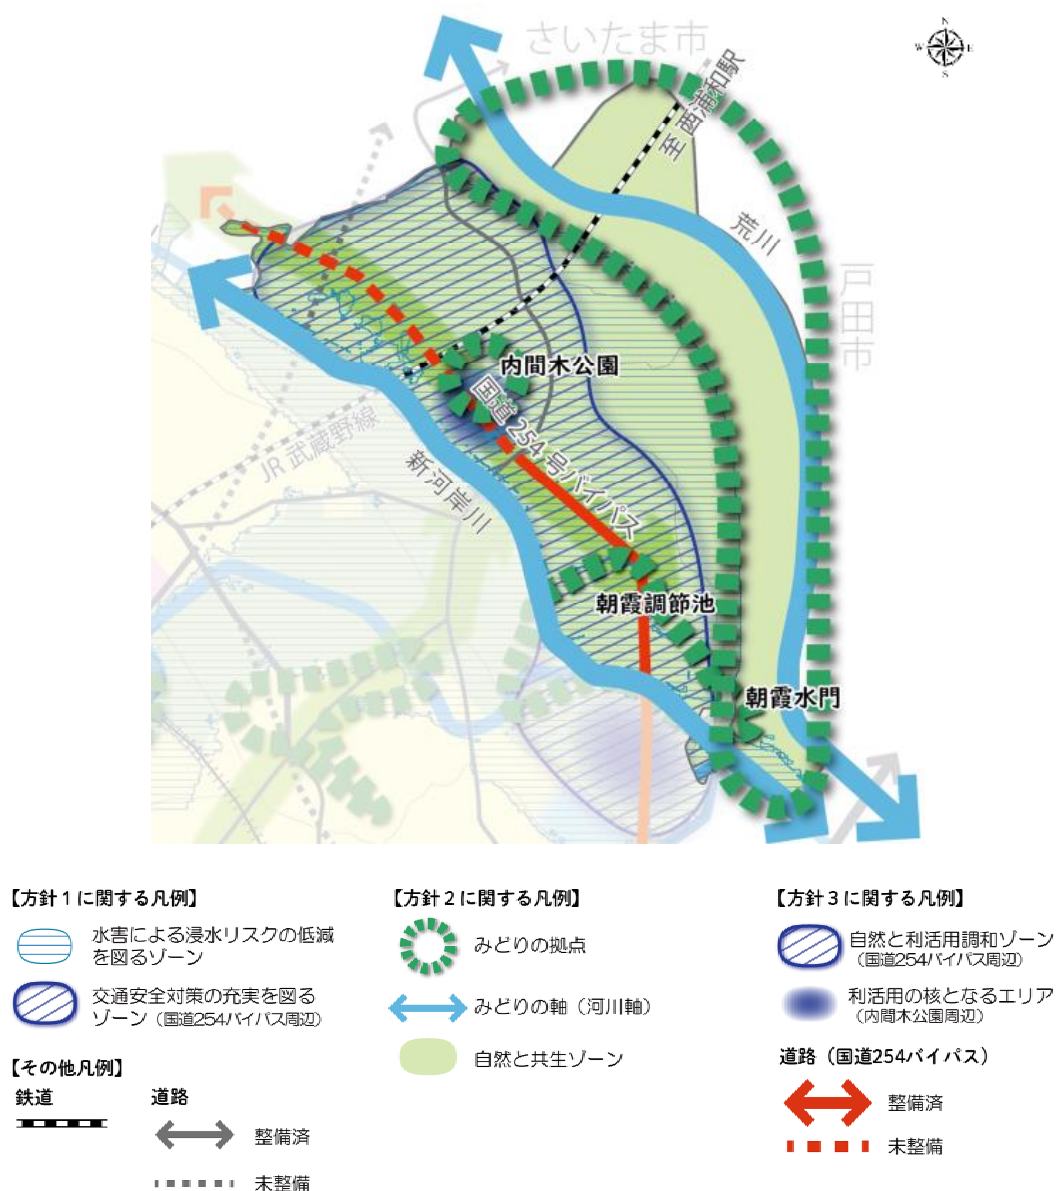 さいたま市
N
W
E
S
至 西浦和駅
荒川
戸田市
内間木公園
国道 254 号バイパス
JR 武蔵野線
新河岸川
朝霞調節池
朝霞水門
【方針１に関する凡例】
水害による浸水リスクの低減
を図るゾーン
交通安全対策の充実を図る
ゾーン（国道254バイパス周辺）
【その他凡例】
鉄道
道路
整備済
未整備
【方針２に関する凡例】
みどりの拠点
みどりの軸（河川軸）
自然と共生ゾーン
【方針３に関する凡例】
自然と利活用調和ゾーン
（国道254バイパス周辺）
利活用の核となるエリア
（内間木公園周辺）
道路（国道254バイパス）
整備済
未整備